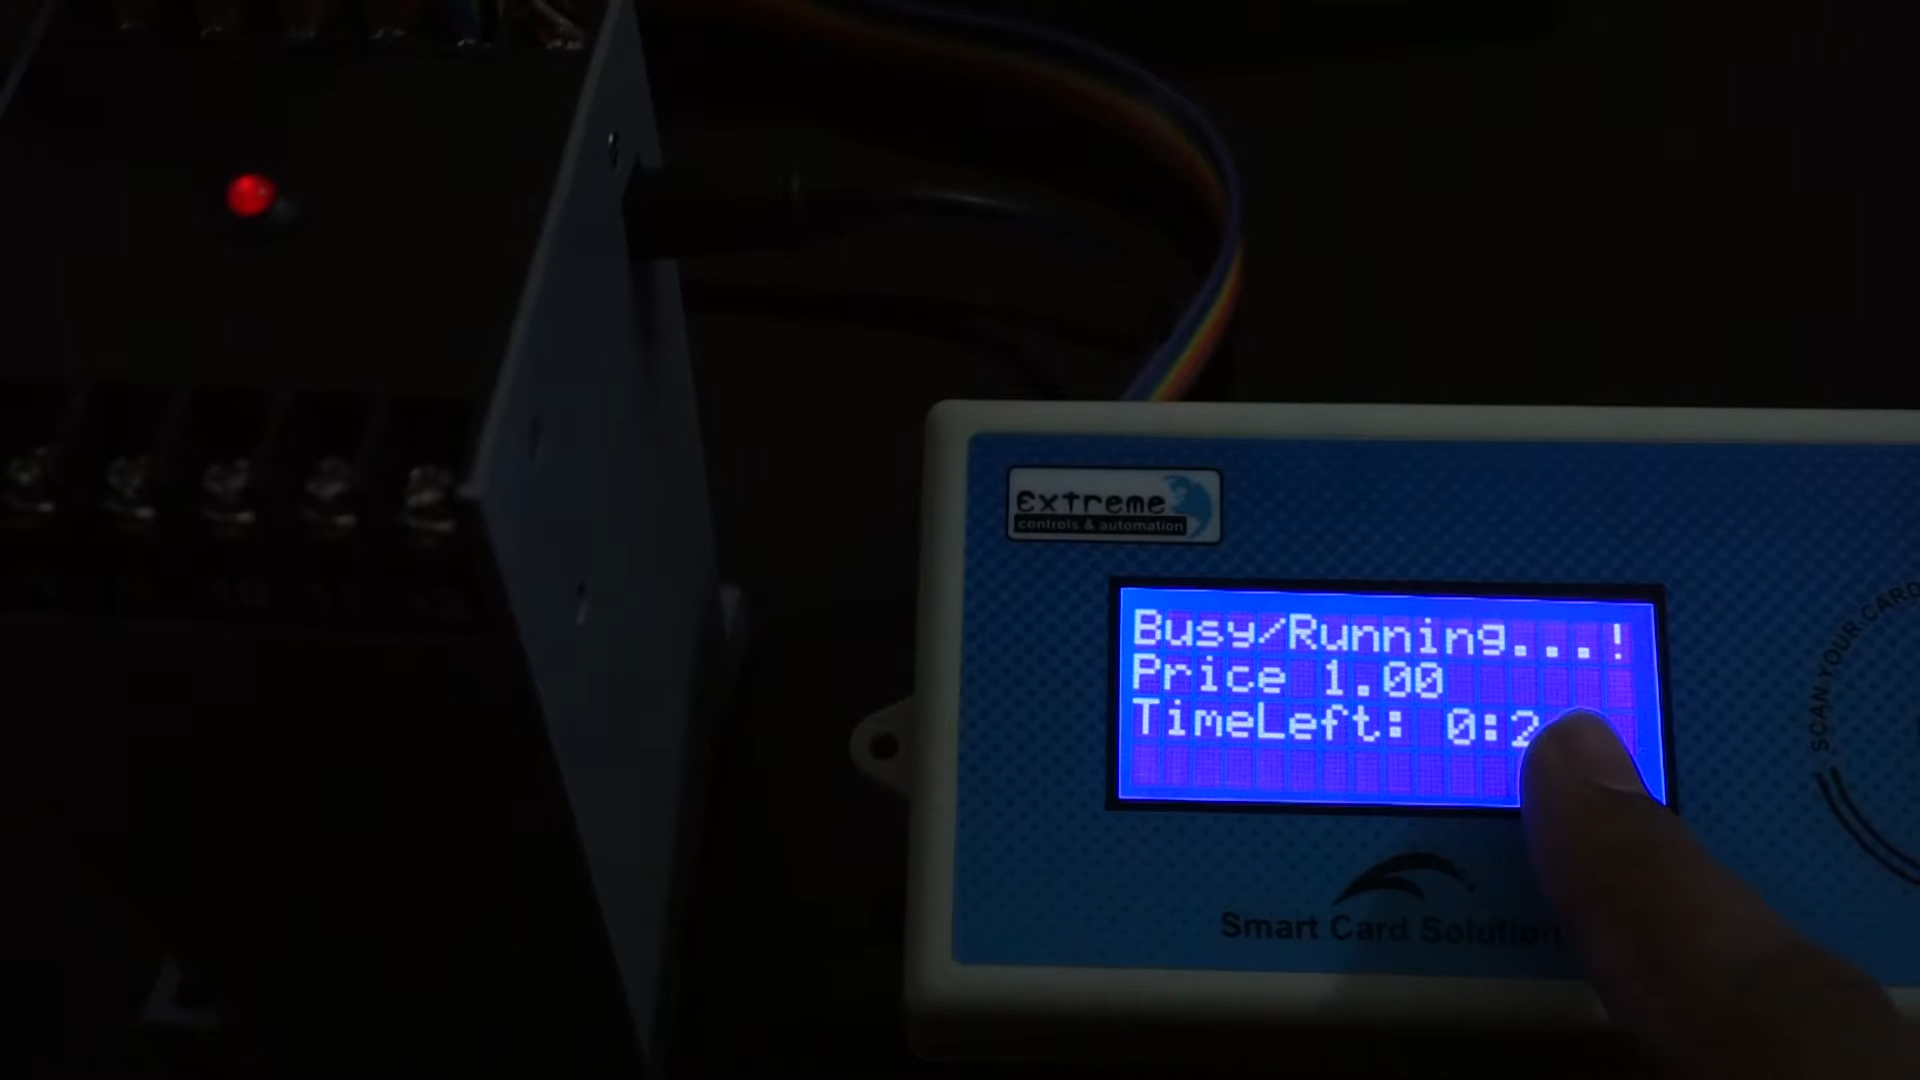 Extreme
controls & automation
Busy/Running...!
Price 1.00
TimeLeft: 0:2
Smart Card Solution
SCAN YOUR CARD